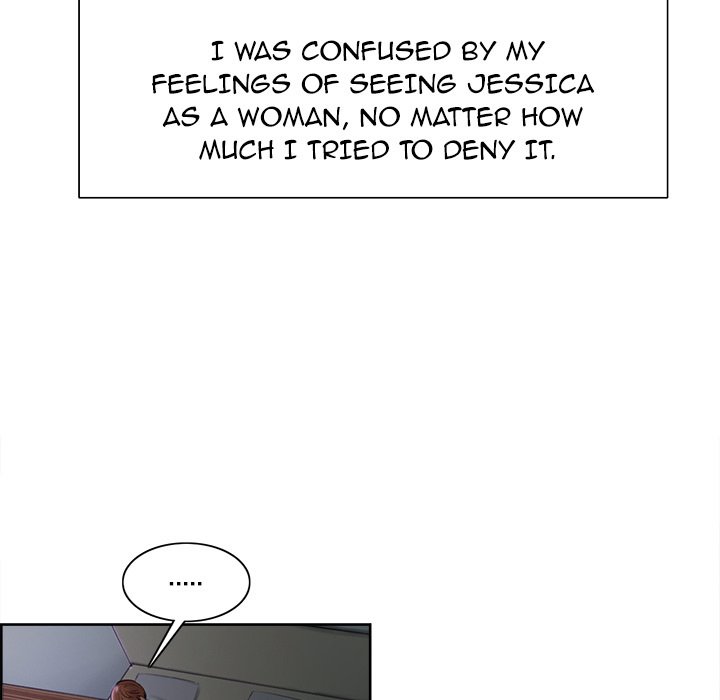 I WAS CONFUSED BY MY
FEELINGS OF SEEING JESSICA
AS A WOMAN, NO MATTER HOW
MUCH I TRIED TO DENY IT.
.....